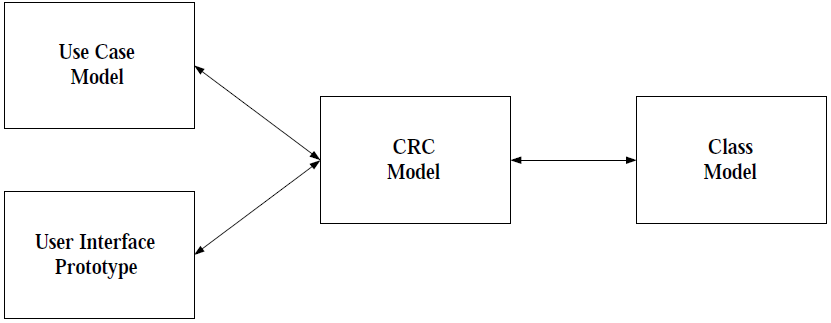 Use Case
Model
CRC
Model
Class
Model
User Interface
Prototype